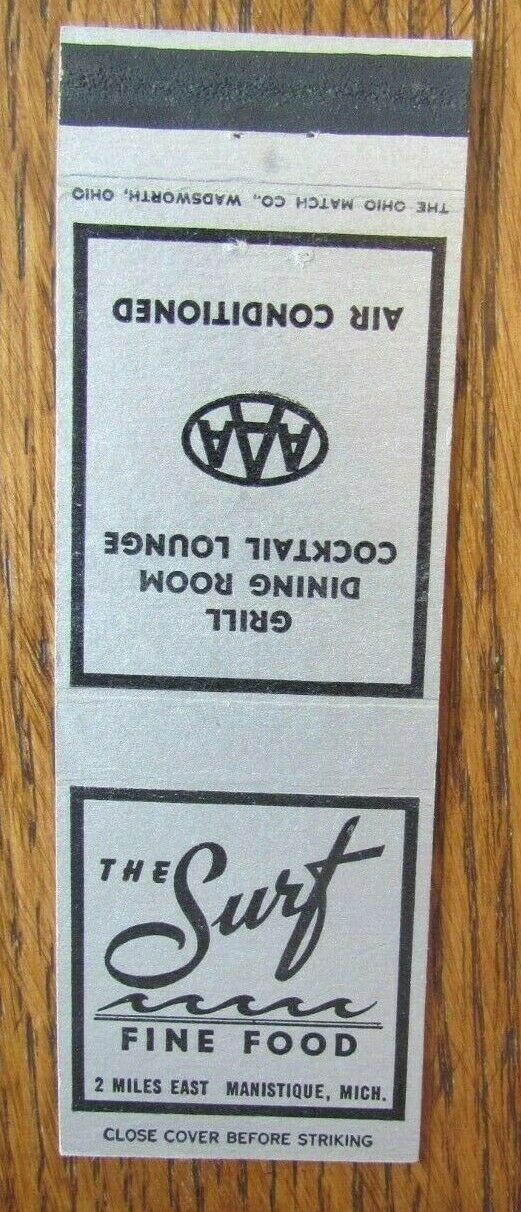 THE OHIO MATCH CO., WADSWORTH, OHIO
GRILL
DINING ROOM
COCKTAIL LOUNGE
AAA
AIR CONDITIONED
THE Surf
FINE FOOD
2 MILES EAST MANISTIQUE, MICH.
CLOSE COVER BEFORE STRIKING